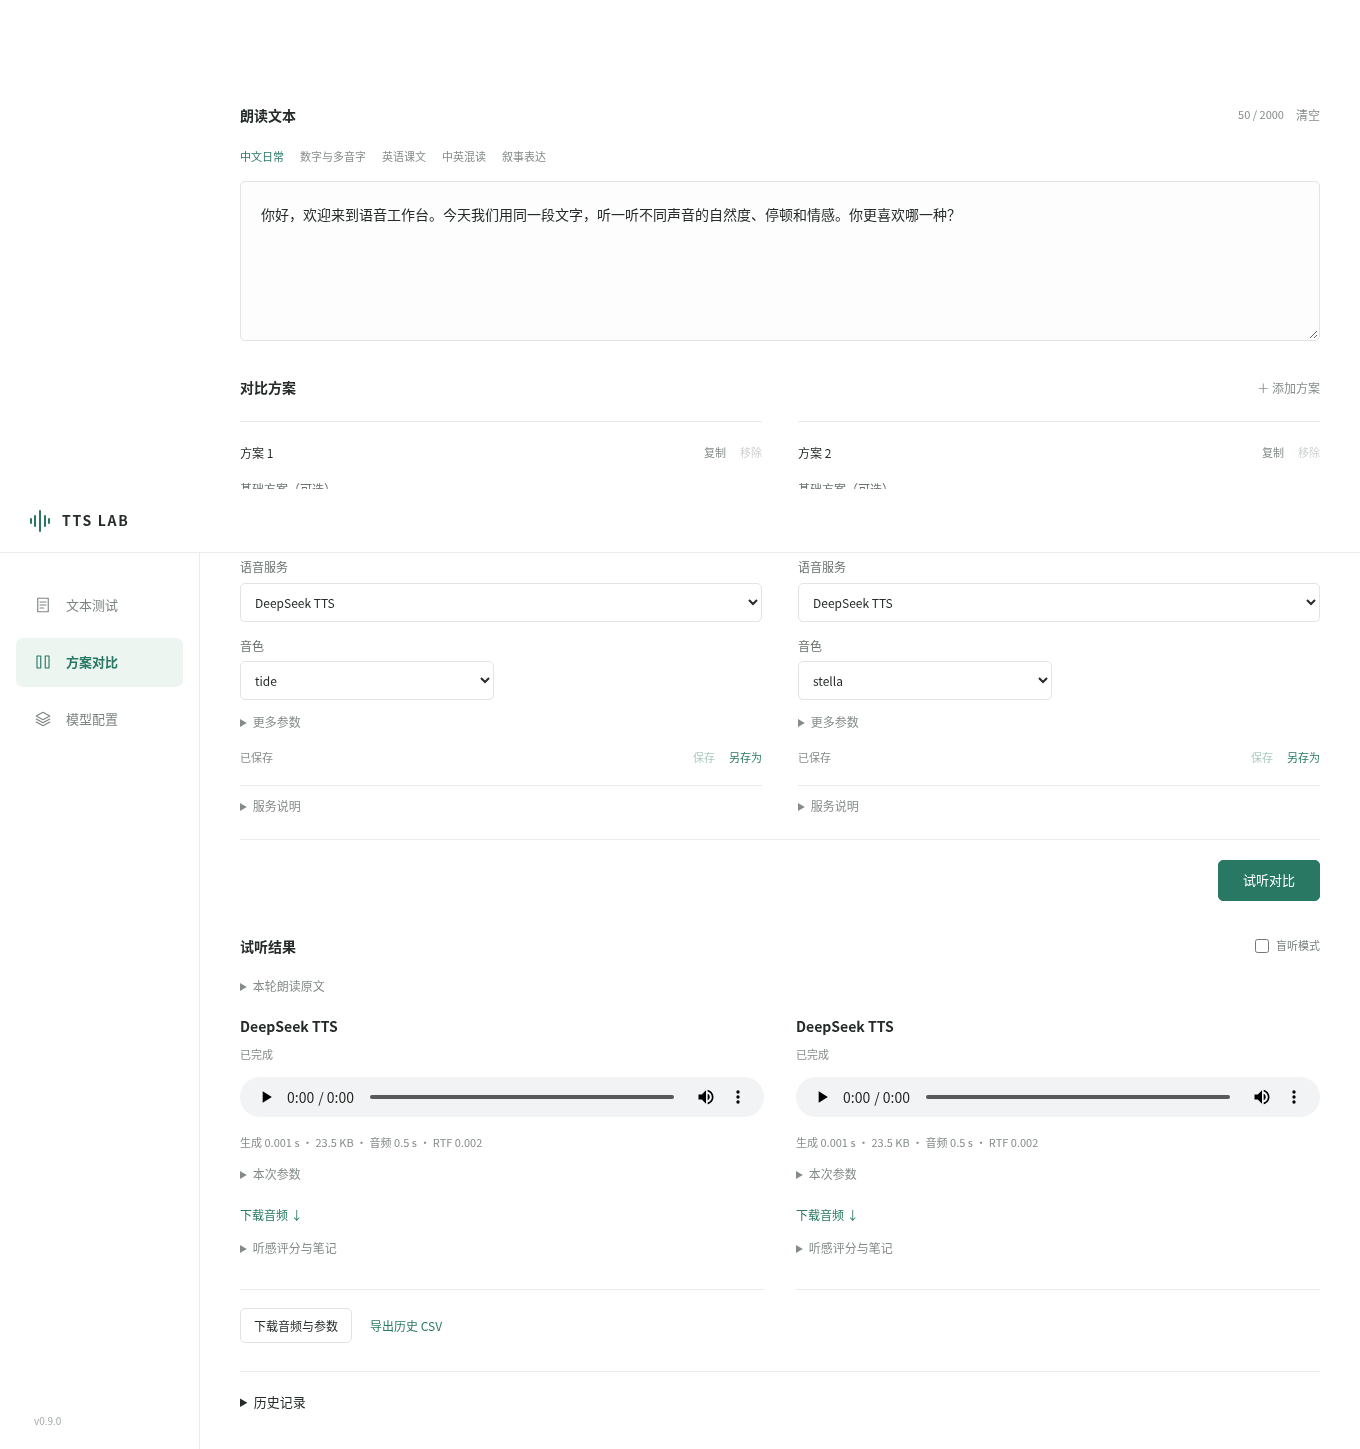 朗读文本
50 / 2000 清空
中文日常 数字与多音字 英语课文 中英混读 叙事表达
你好，欢迎来到语音工作台。今天我们用同一段文字，听一听不同声音的自然度、停顿和情感。你更喜欢哪一种？
对比方案
＋ 添加方案
方案 1 复制 移除
方案 2 复制 移除
基础方案（可选）
基础方案（可选）
TTS LAB
文本测试
方案对比
模型配置
v0.9.0
语音服务
DeepSeek TTS
音色
tide
更多参数
已保存 保存 另存为
服务说明
语音服务
DeepSeek TTS
音色
stella
更多参数
已保存 保存 另存为
服务说明
试听对比
试听结果
盲听模式
本轮朗读原文
DeepSeek TTS
已完成
0:00 / 0:00
生成 0.001 s · 23.5 KB · 音频 0.5 s · RTF 0.002
本次参数
下载音频 ↓
听感评分与笔记
DeepSeek TTS
已完成
0:00 / 0:00
生成 0.001 s · 23.5 KB · 音频 0.5 s · RTF 0.002
本次参数
下载音频 ↓
听感评分与笔记
下载音频与参数 导出历史 CSV
历史记录